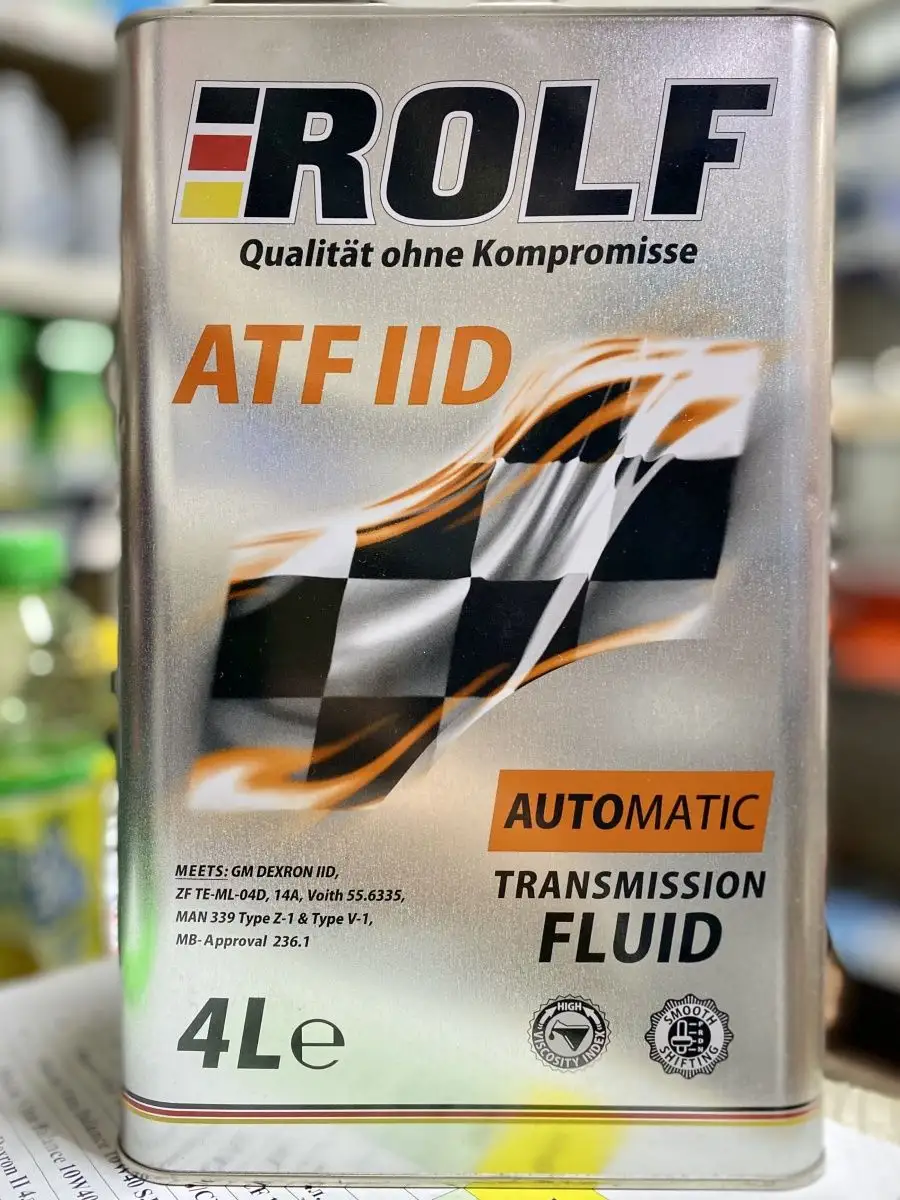 ROLF
Qualität ohne Kompromisse
ATF IID
AUTOMATIC
TRANSMISSION
FLUID
MEETS: GM DEXRON IID,
ZF TE-ML-04D, 14A, Voith 55.6335,
MAN 339 Type Z-1 & Type V-1,
MB- Approval 236.1
4L℮
HIGH
VISCOSITY INDEX
SMOOTH
SHIFTING